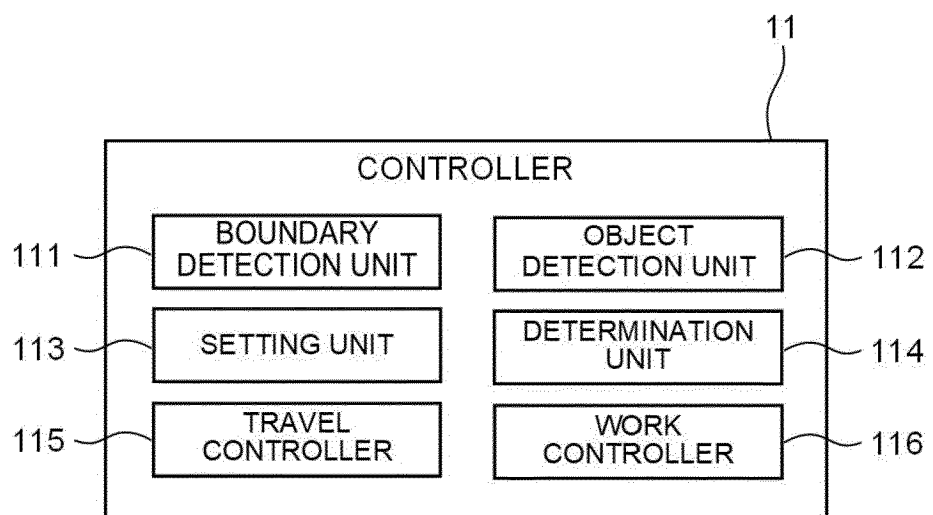 11
CONTROLLER
111
BOUNDARY
DETECTION UNIT
OBJECT
DETECTION UNIT
112
113
SETTING UNIT
DETERMINATION
UNIT
114
115
TRAVEL
CONTROLLER
WORK
CONTROLLER
116